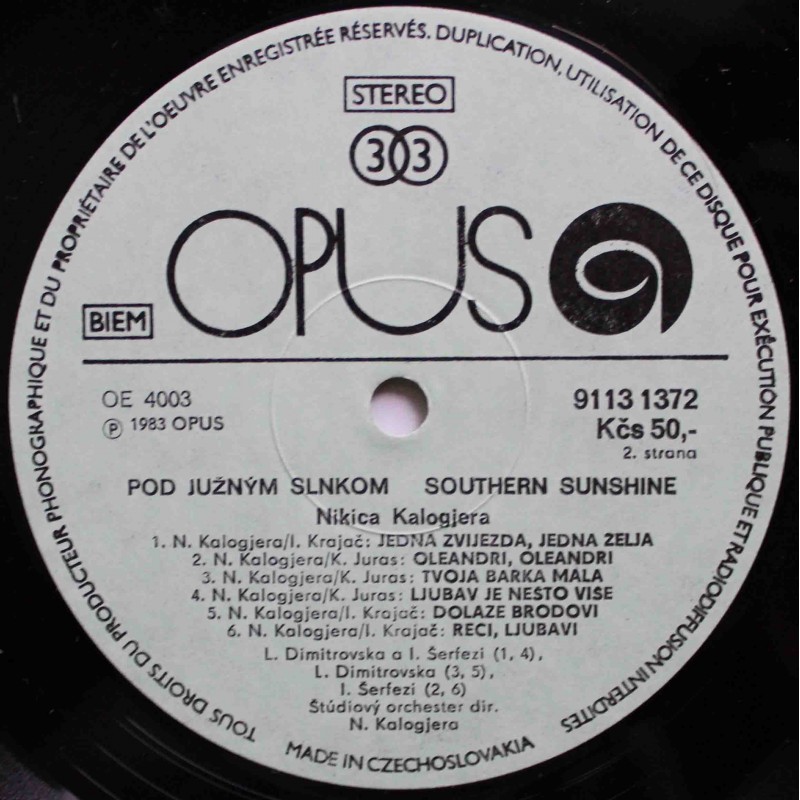 TOUS DROITS DU PRODUCTEUR PHONOGRAPHIQUE ET DU PROPRIÉTAIRE DE L'OEUVRE ENREGISTRÉE RÉSERVÉS. DUPLICATION, UTILISATION DE CE DISQUE POUR EXÉCUTION PUBLIQUE ET RADIODIFFUSION INTERDITES
STEREO
33
OPUS
BIEM
OE 4003
Ⓟ 1983 OPUS
9113 1372
Kčs 50,-
2. strana
POD JUŽNÝM SLNKOM SOUTHERN SUNSHINE
Nikica Kalogjera
1. N. Kalogjera/I. Krajač: JEDNA ZVIJEZDA, JEDNA ŽELJA
2. N. Kalogjera/K. Juras: OLEANDRI, OLEANDRI
3. N. Kalogjera/K. Juras: TVOJA BARKA MALA
4. N. Kalogjera/K. Juras: LJUBAV JE NEŠTO VIŠE
5. N. Kalogjera/I. Krajač: DOLAZE BRODOVI
6. N. Kalogjera/I. Krajač: RECI, LJUBAVI
L. Dimitrovska a I. Šerfezi (1, 4),
L. Dimitrovska (3, 5),
I. Šerfezi (2, 6)
Štúdiový orchester dir.
N. Kalogjera
MADE IN CZECHOSLOVAKIA